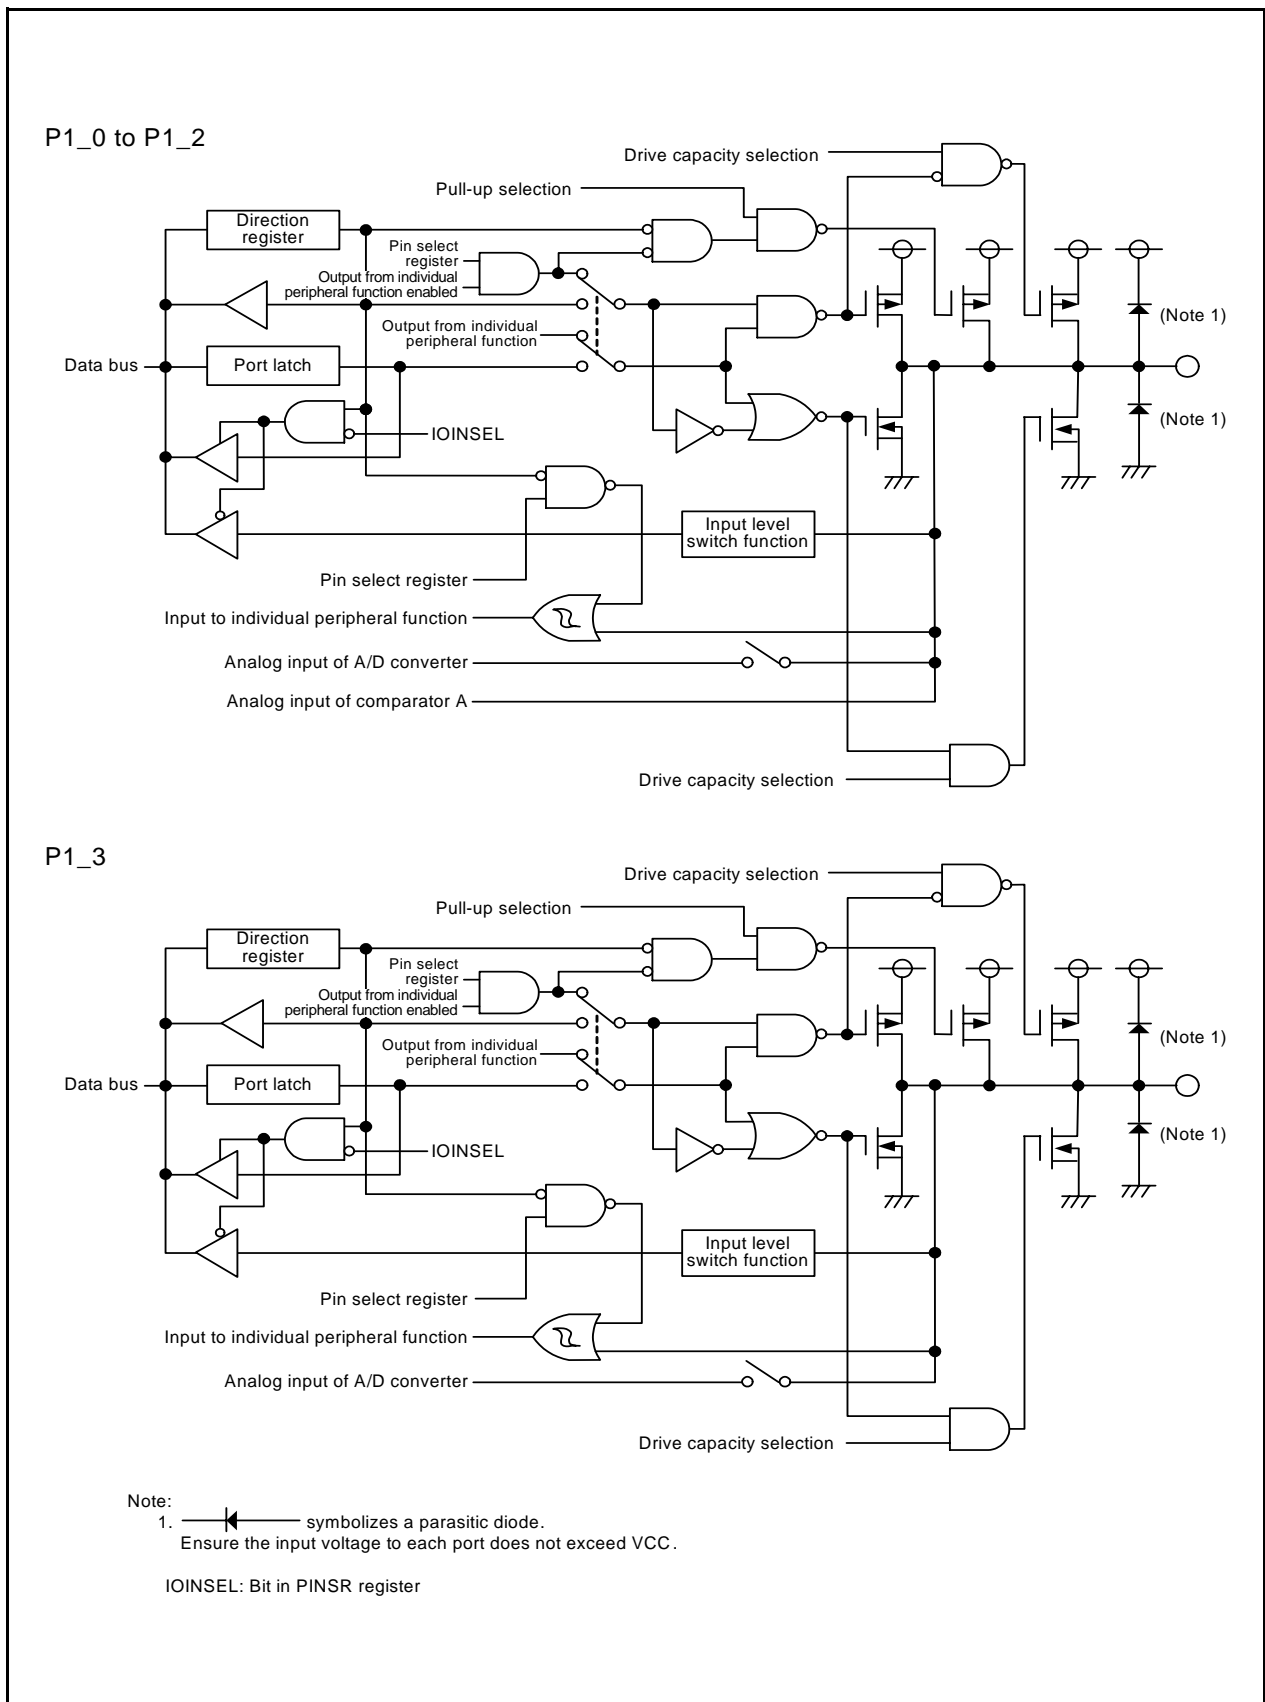 P1_0 to P1_2
Drive capacity selection
Pull-up selection
Direction
register
Pin select
register
Output from individual
peripheral function enabled
(Note 1)
Output from individual
peripheral function
Data bus
Port latch
(Note 1)
IOINSEL
Input level
switch function
Pin select register
Input to individual peripheral function
Analog input of A/D converter
Analog input of comparator A
Drive capacity selection
P1_3
Drive capacity selection
Pull-up selection
Direction
register
Pin select
register
Output from individual
peripheral function enabled
(Note 1)
Output from individual
peripheral function
Data bus
Port latch
(Note 1)
IOINSEL
Input level
switch function
Pin select register
Input to individual peripheral function
Analog input of A/D converter
Drive capacity selection
Note:
1. symbolizes a parasitic diode.
Ensure the input voltage to each port does not exceed VCC.
IOINSEL: Bit in PINSR register